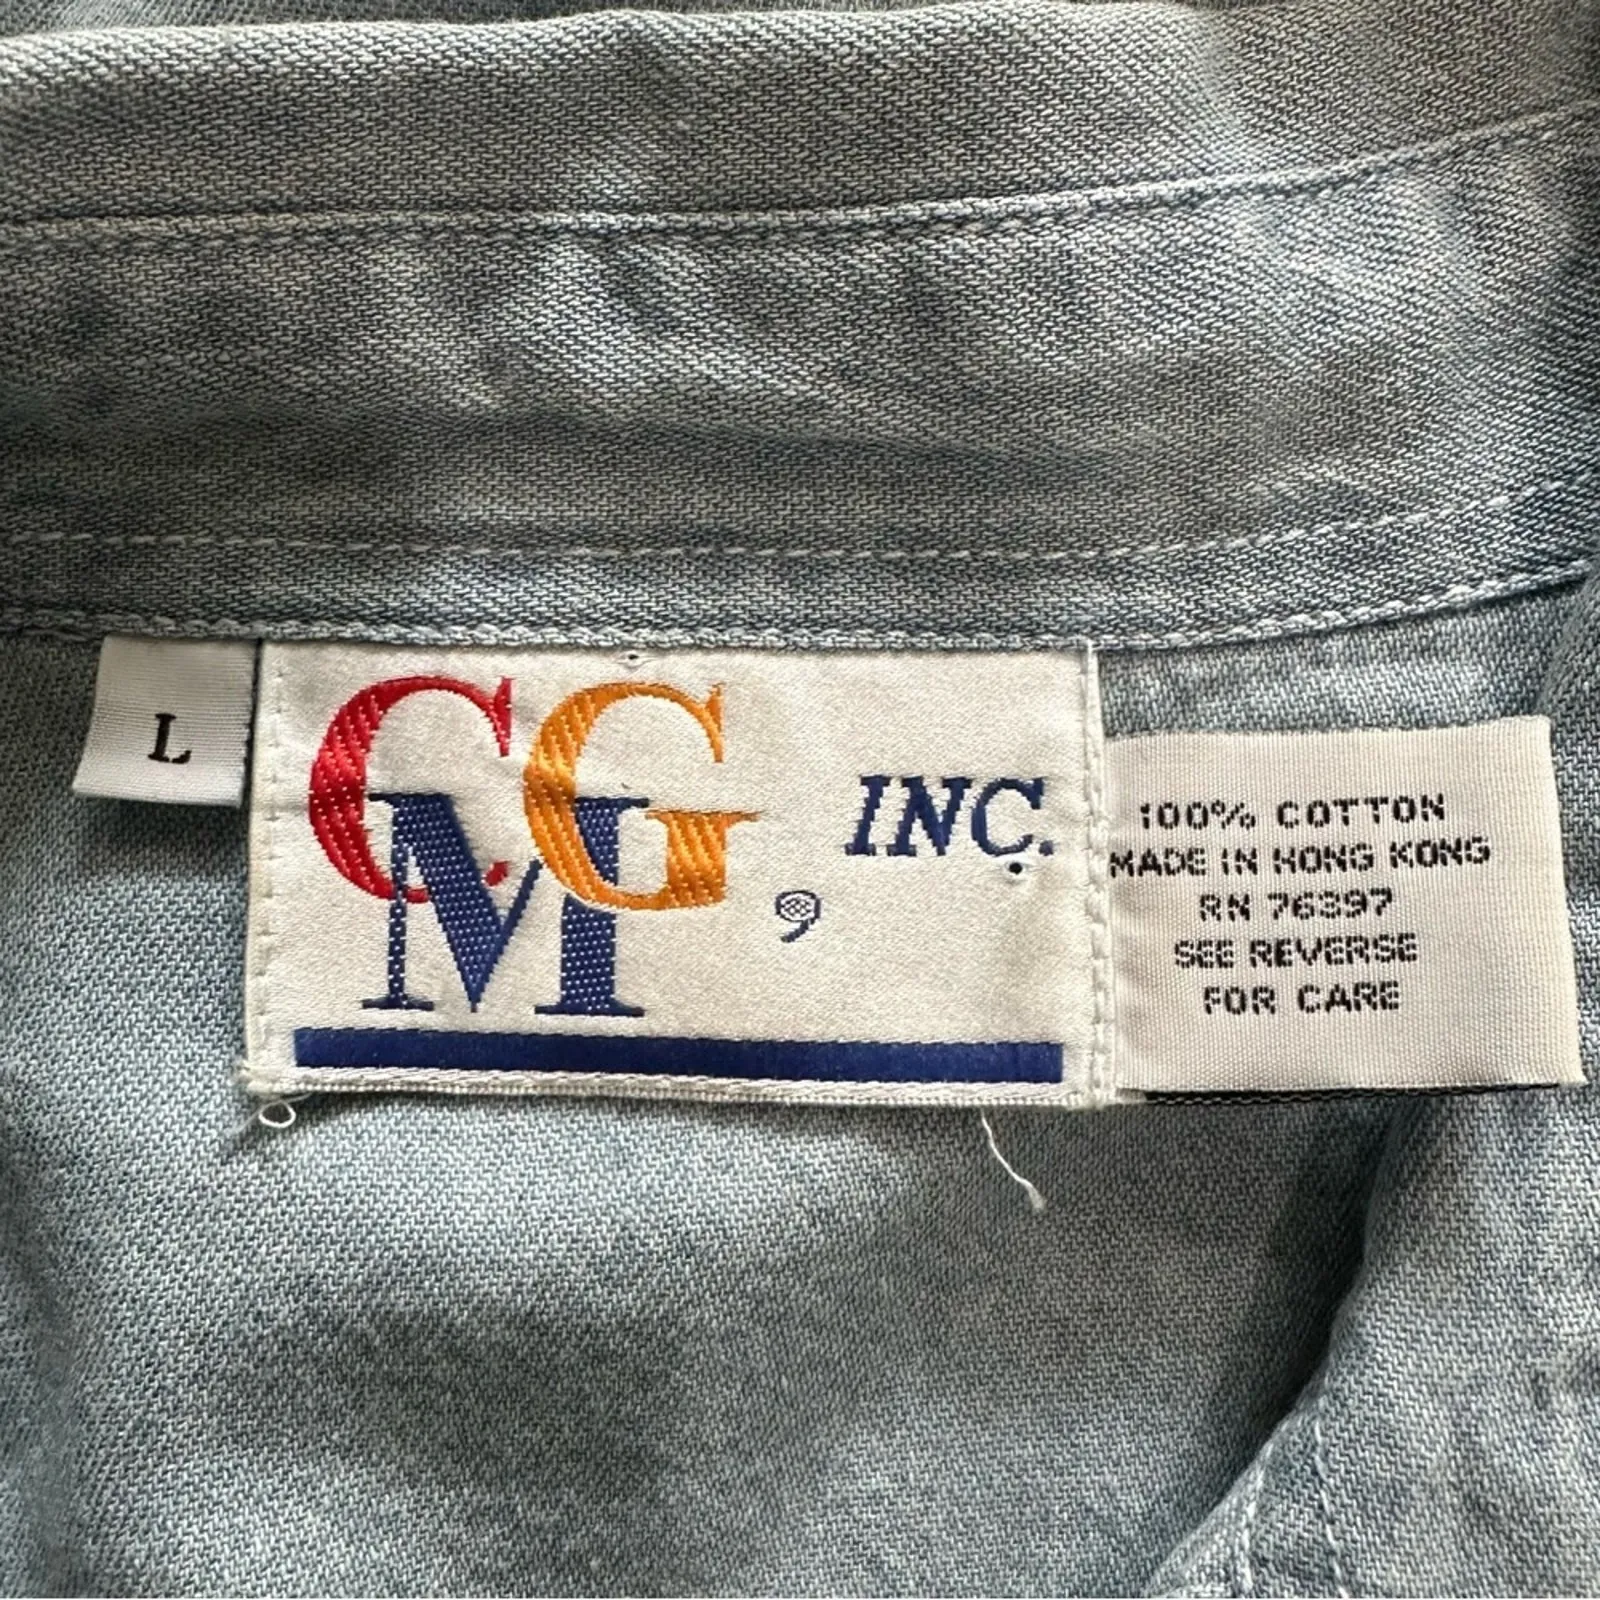 L
CMG, INC.
100% COTTON
MADE IN HONG KONG
RN 76397
SEE REVERSE
FOR CARE